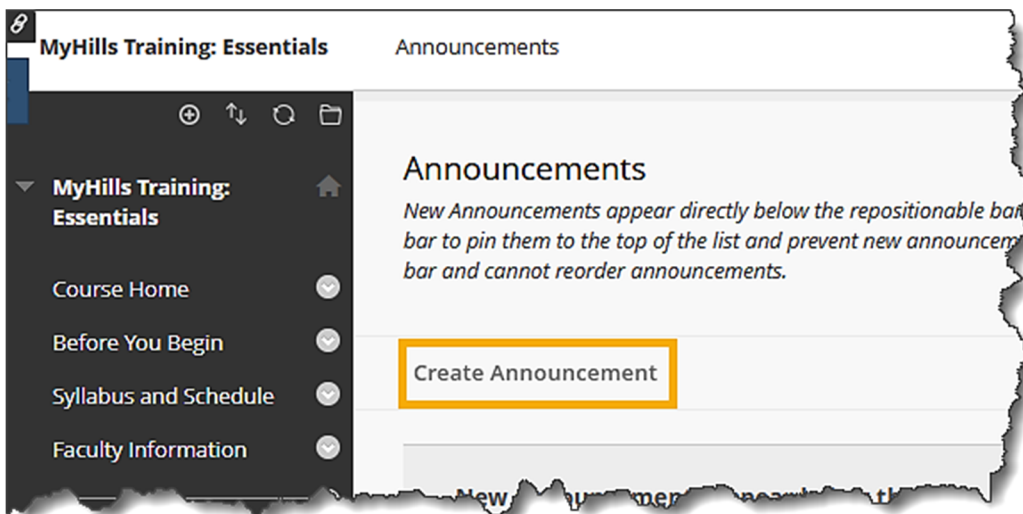 MyHills Training: Essentials Announcements
MyHills Training:
Essentials
Course Home
Before You Begin
Syllabus and Schedule
Faculty Information
Announcements
New Announcements appear directly below the repositionable
bar to pin them to the top of the list and prevent new
bar and cannot reorder announcements.
Create Announcement
New